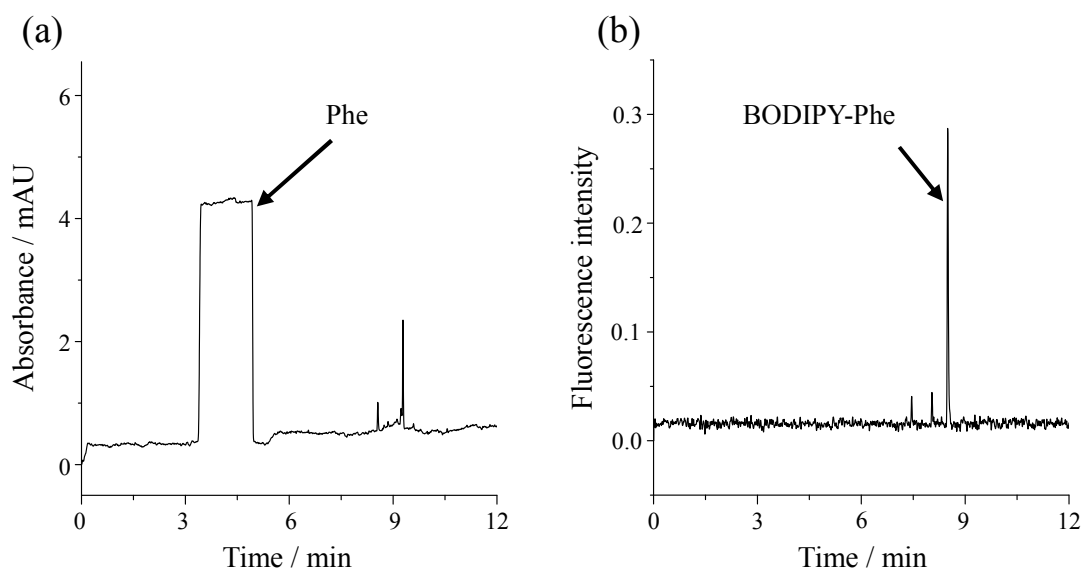 (a)
Phe
Absorbance / mAU
6
4
2
0
0
3
6
9
12
Time / min
(b)
BODIPY-Phe
Fluorescence intensity
0.3
0.2
0.1
0.0
0
3
6
9
12
Time / min